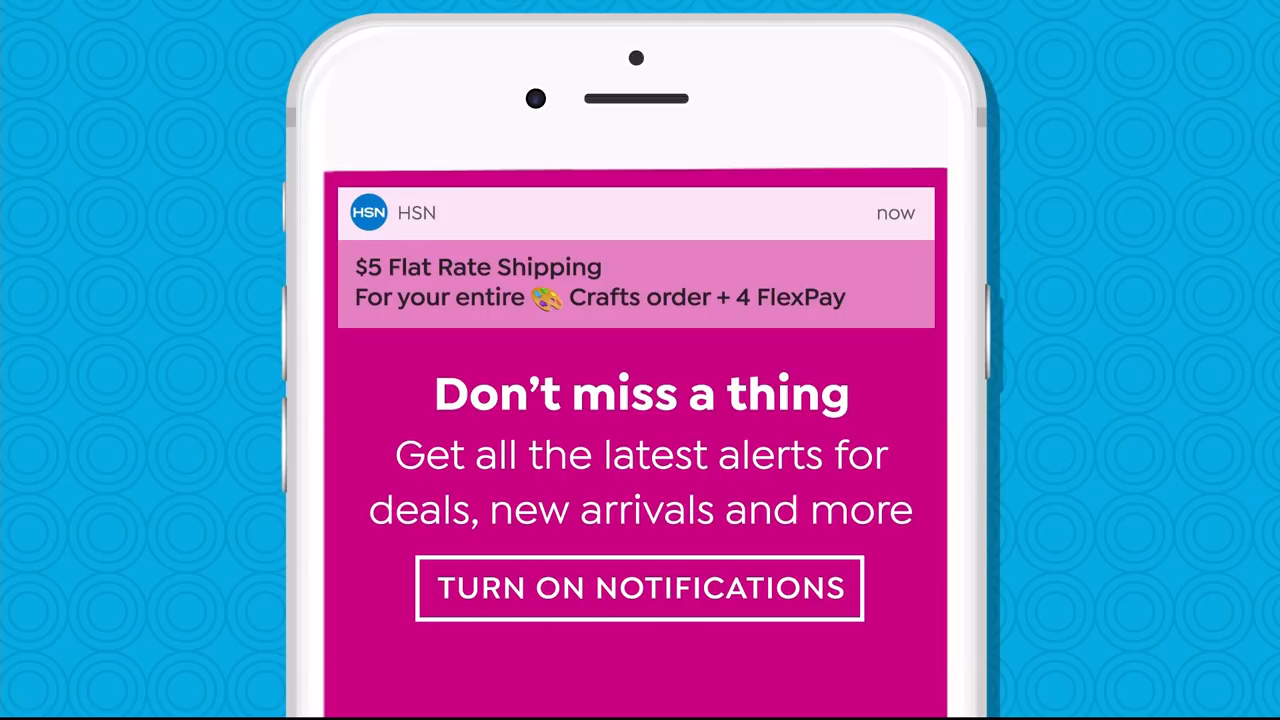 HSN HSN now
$5 Flat Rate Shipping
For your entire 🎨 Crafts order + 4 FlexPay
Don’t miss a thing
Get all the latest alerts for
deals, new arrivals and more
TURN ON NOTIFICATIONS